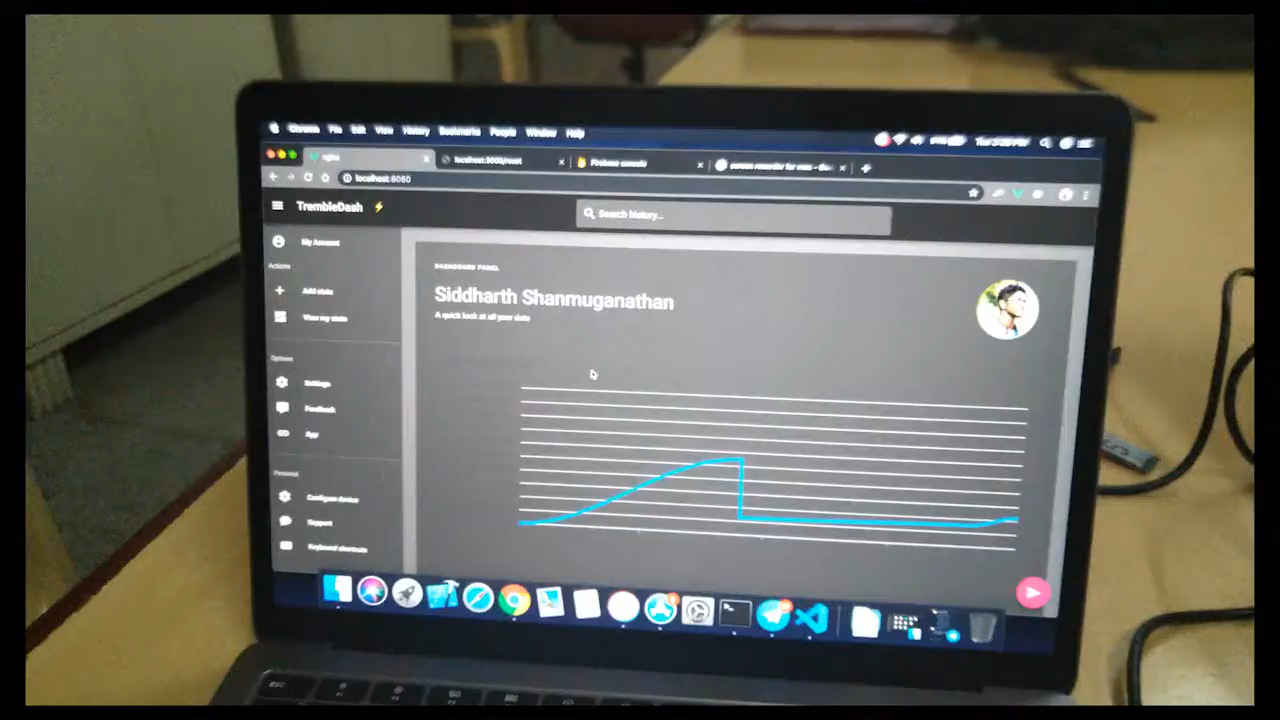 Chrome File Edit View History Bookmarks People Window Help
localhost:3000/reset
Firebase console
localhost:8080
TrembleDash
Search history...
My Account
Actions
Add stats
View my stats
Options
Settings
Feedback
App
Personal
Configure device
Support
Keyboard shortcuts
DASHBOARD PANEL
Siddharth Shanmuganathan
A quick look at all your data
esc